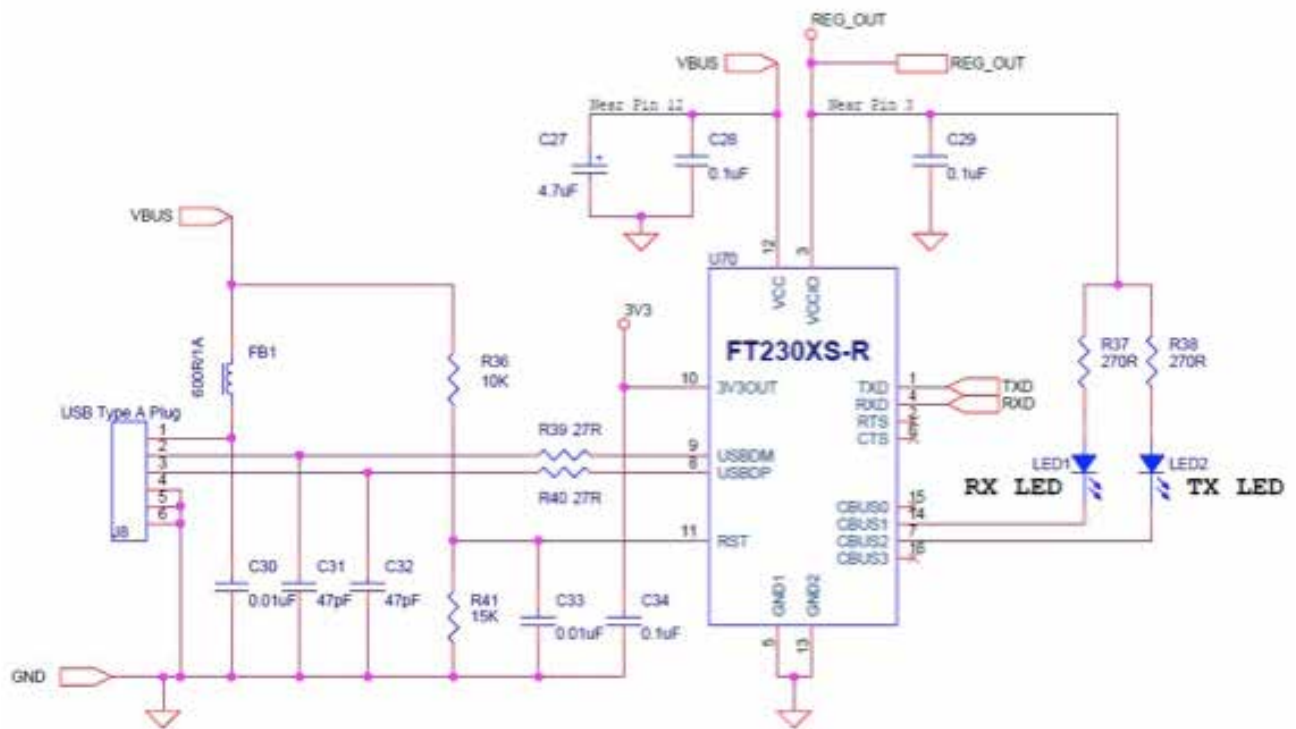 REG_OUT
VBUS
REG_OUT
Near Pin 12
Near Pin 3
C27
4.7uF
C28
0.1uF
C29
0.1uF
VBUS
12
3
U70
VCC
VCCIO
3V3
FT230XS-R
600R/1A
FB1
R36
10K
R37
270R
R38
270R
10
3V3OUT
TXD
1
TXD
RXD
4
RXD
RTS
CTS
USB Type A Plug
1
2
3
4
5
6
J8
R39 27R
9
USBDM
8
USBDP
R40 27R
LED1
RX LED
LED2
TX LED
CBUS0
15
CBUS1
14
CBUS2
7
CBUS3
16
11
RST
C30
0.01uF
C31
47pF
C32
47pF
R41
15K
C33
0.01uF
C34
0.1uF
GND1
GND2
5
13
GND